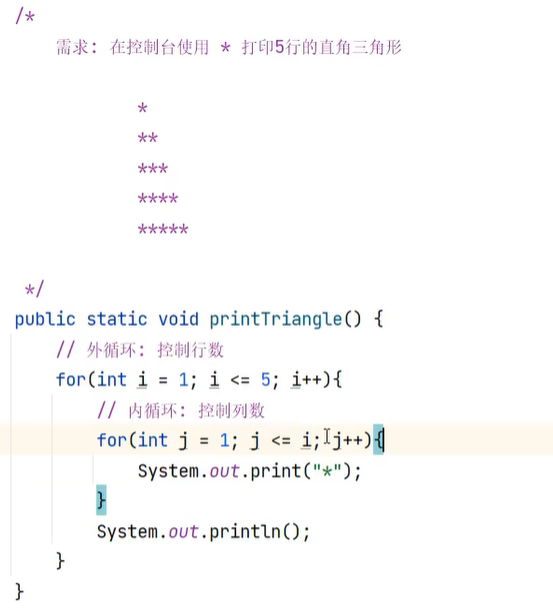 /*
需求: 在控制台使用 * 打印5行的直角三角形
*
**
***
****
*****
*/
public static void printTriangle() {
// 外循环: 控制行数
for(int i = 1; i <= 5; i++){
// 内循环: 控制列数
for(int j = 1; j <= i; j++){
System.out.print("*");
}
System.out.println();
}
}